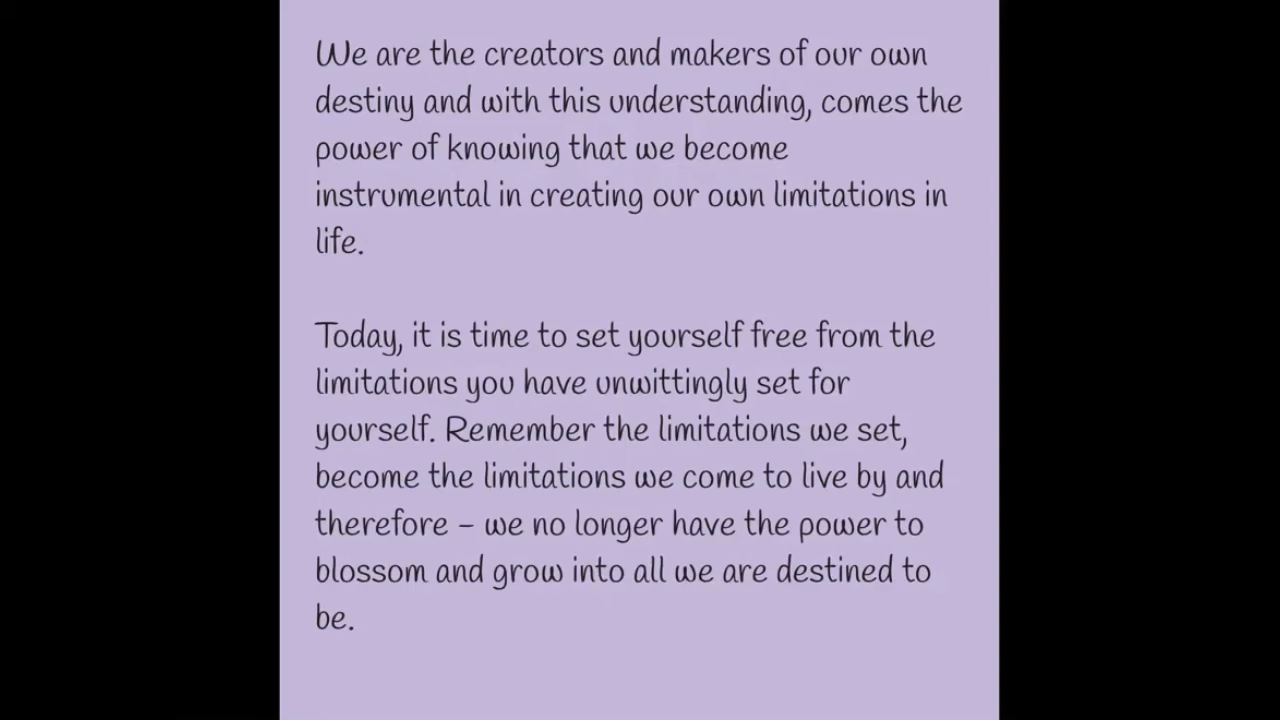 We are the creators and makers of our own
destiny and with this understanding, comes the
power of knowing that we become
instrumental in creating our own limitations in
life.
Today, it is time to set yourself free from the
limitations you have unwittingly set for
yourself. Remember the limitations we set,
become the limitations we come to live by and
therefore – we no longer have the power to
blossom and grow into all we are destined to
be.